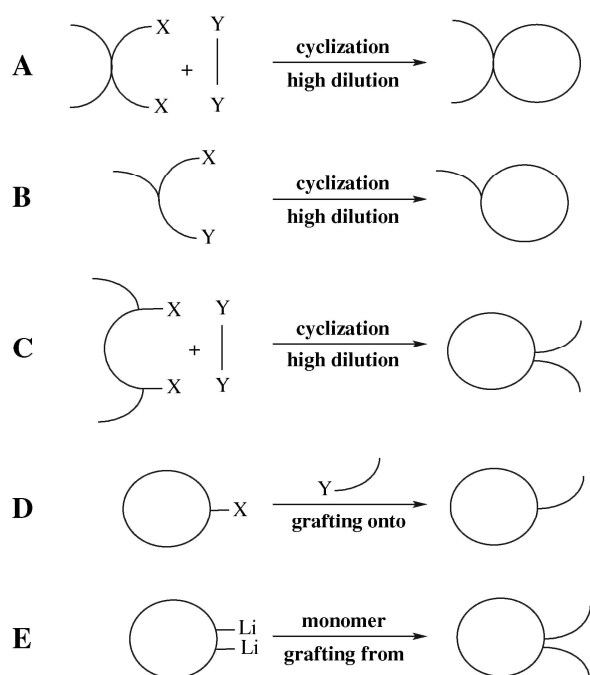 A
X
X
+
Y
Y
cyclization
high dilution
B
X
Y
cyclization
high dilution
C
X
X
+
Y
Y
cyclization
high dilution
D
X
Y
grafting onto
E
Li
Li
monomer
grafting from